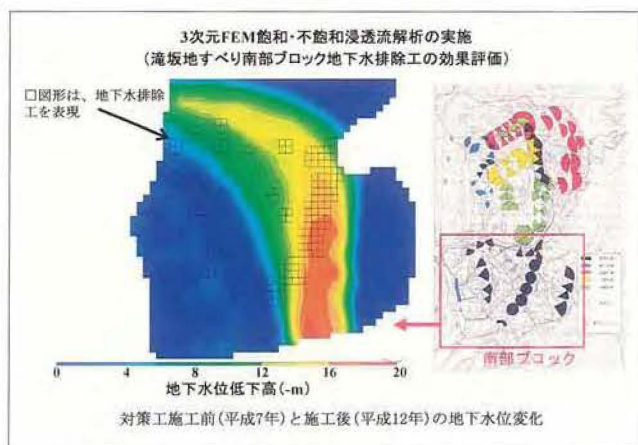 3次元FEM飽和・不飽和浸透流解析の実施
(滝坂地すべり南部ブロック地下水排除工の効果評価)
□図形は、地下水排除
工を表現
南部ブロック
0 4 8 12 16 20
地下水位低下高(-m)
対策工施工前(平成7年)と施工後(平成12年)の地下水位変化